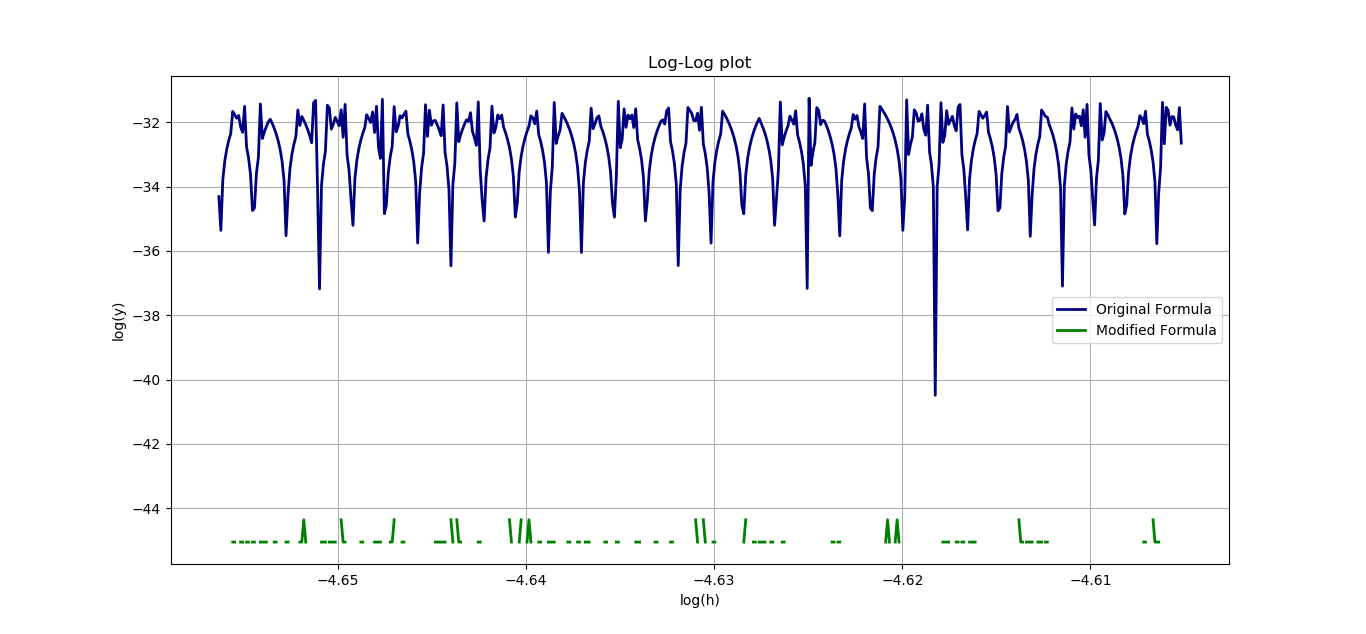 Log-Log plot
log(y)
−32
−34
−36
−38
−40
−42
−44
Original Formula
Modified Formula
−4.65
−4.64
−4.63
−4.62
−4.61
log(h)